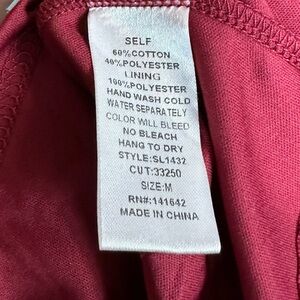 SELF
60%COTTON
40%POLYESTER
LINING
100%POLYESTER
HAND WASH COLD
WATER SEPARATELY
COLOR WILL BLEED
NO BLEACH
HANG TO DRY
STYLE:SL1432
CUT:33250
SIZE:M
RN#:141642
MADE IN CHINA